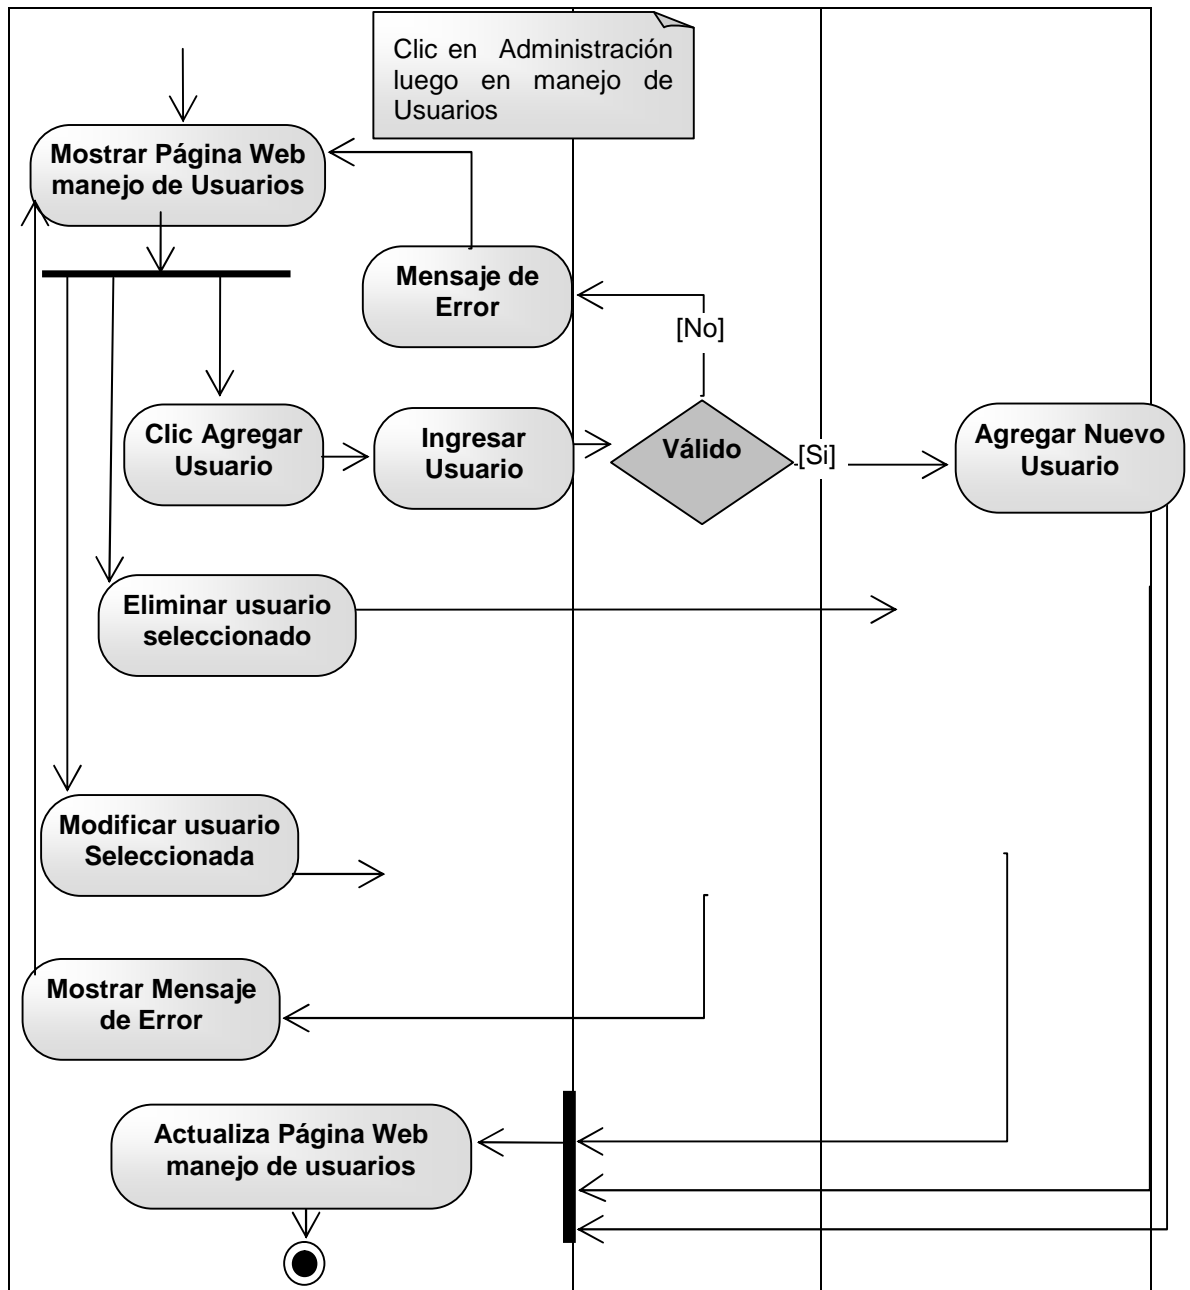 Clic en Administración
luego en manejo de
Usuarios
Mostrar Página Web
manejo de Usuarios
Mensaje de
Error
[No]
Clic Agregar
Usuario
Ingresar
Usuario
Válido
[Si]
Agregar Nuevo
Usuario
Eliminar usuario
seleccionado
Modificar usuario
Seleccionada
Mostrar Mensaje
de Error
Actualiza Página Web
manejo de usuarios